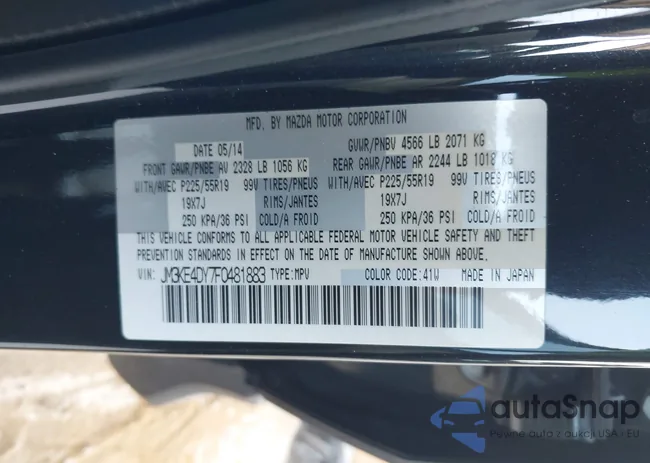 MFD. BY MAZDA MOTOR CORPORATION
DATE 05/14 GVWR/PNBV 4566 LB 2071 KG
FRONT GAWR/PNBE AV 2328 LB 1056 KG REAR GAWR/PNBE AR 2244 LB 1018 KG
WITH/AVEC P225/55R19 99V TIRES/PNEUS WITH/AVEC P225/55R19 99V TIRES/PNEUS
19X7J RIMS/JANTES 19X7J RIMS/JANTES
250 KPA/36 PSI COLD/A FROID 250 KPA/36 PSI COLD/A FROID
THIS VEHICLE CONFORMS TO ALL APPLICABLE FEDERAL MOTOR VEHICLE SAFETY AND THEFT
PREVENTION STANDARDS IN EFFECT ON THE DATE OF MANUFACTURE SHOWN ABOVE.
VIN: JM3KE4DY7F0481883 TYPE:MPV COLOR CODE:41W MADE IN JAPAN
autoSnap
Pewne auto z aukcji USA - EU